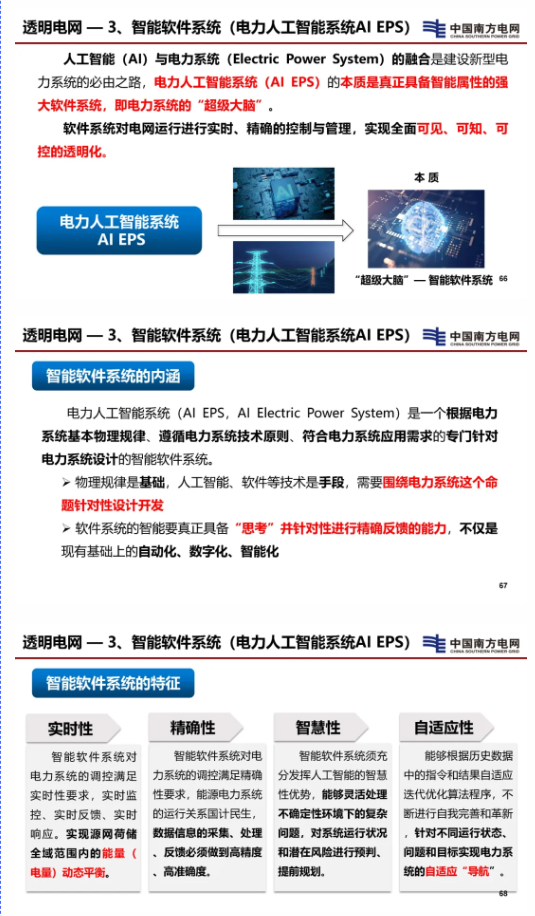 透明电网 — 3、智能软件系统（电力人工智能系统AI EPS）
中国南方电网
CHINA SOUTHERN POWER GRID
人工智能（AI）与电力系统（Electric Power System）的融合是建设新型电
力系统的必由之路，电力人工智能系统（AI EPS）的本质是真正具备智能属性的强
大软件系统，即电力系统的“超级大脑”。
软件系统对电网运行进行实时、精确的控制与管理，实现全面可见、可知、可
控的透明化。
电力人工智能系统
AI EPS
AI
本 质
“超级大脑”— 智能软件系统
66
透明电网 — 3、智能软件系统（电力人工智能系统AI EPS）
中国南方电网
CHINA SOUTHERN POWER GRID
智能软件系统的内涵
电力人工智能系统（AI EPS，AI Electric Power System）是一个根据电力
系统基本物理规律、遵循电力系统技术原则、符合电力系统应用需求的专门针对
电力系统设计的智能软件系统。
➢ 物理规律是基础，人工智能、软件等技术是手段，需要围绕电力系统这个命
题针对性设计开发
➢ 软件系统的智能要真正具备“思考”并针对性进行精确反馈的能力，不仅是
现有基础上的自动化、数字化、智能化
67
透明电网 — 3、智能软件系统（电力人工智能系统AI EPS）
中国南方电网
CHINA SOUTHERN POWER GRID
智能软件系统的特征
实时性
智能软件系统对
电力系统的调控满足
实时性要求，实时监
控、实时反馈、实时
响应。实现源网荷储
全域范围内的能量（
电量）动态平衡。
精确性
智能软件系统对电
力系统的调控满足精确
性要求，能源电力系统
的运行关系国计民生，
数据信息的采集、处理
、反馈必须做到高精度
、高准确度。
智慧性
智能软件系统须充
分发挥人工智能的智慧
性优势，能够灵活处理
不确定性环境下的复杂
问题，对系统运行状况
和潜在风险进行预判、
提前规划。
自适应性
能够根据历史数据
中的指令和结果自适应
迭代优化算法程序，不
断进行自我完善和革新
，针对不同运行状态、
问题和目标实现电力系
统的自适应“导航”。
68